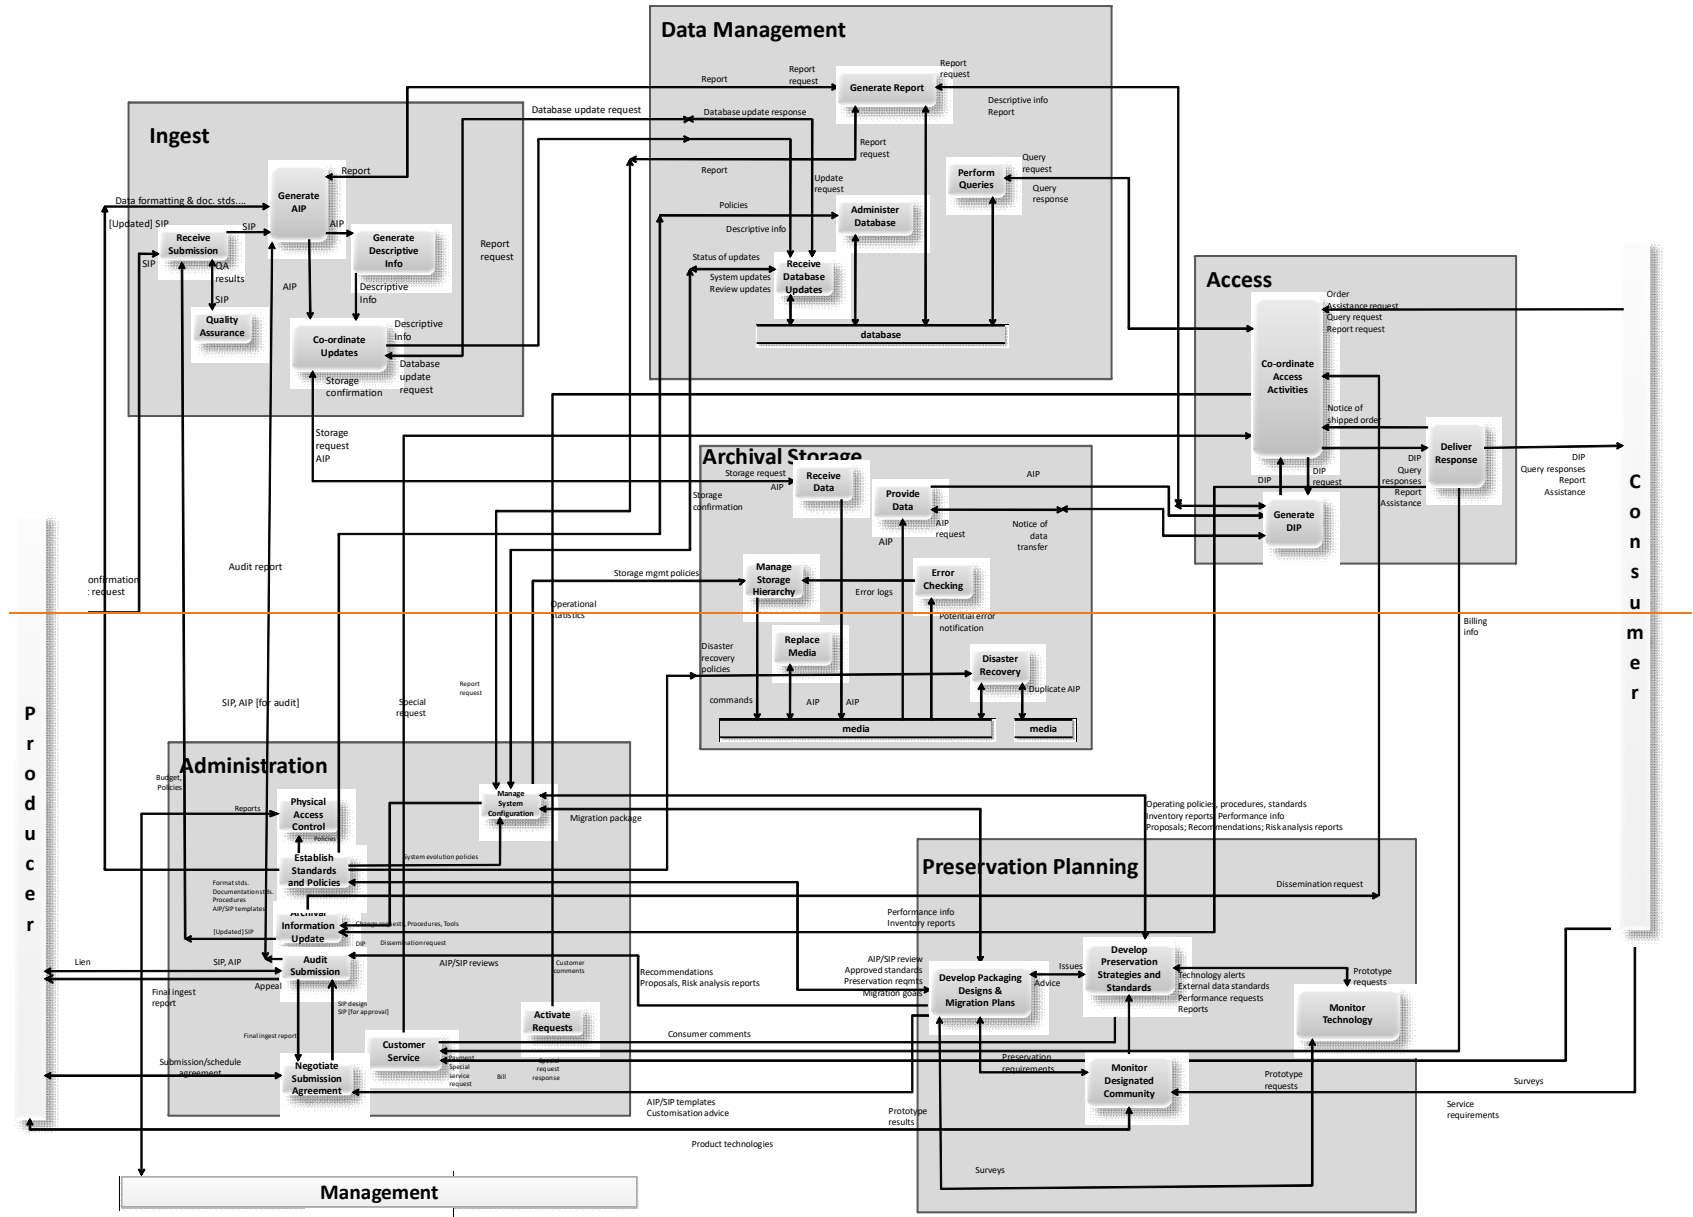 Data Management
Report
Report
request
Generate Report
Report
request
Descriptive info
Report
Database update request
Database update response
Report
request
Report
Update
request
Perform
Queries
Query
request
Query
response
Policies
Administer
Database
Descriptive info
Status of updates
System updates
Review updates
Receive
Database
Updates
database
Ingest
Report
Generate
AIP
Data formatting & doc. stds....
[Updated] SIP
SIP
AIP
Receive
Submission
Generate
Descriptive
Info
SIP
QA
results
SIP
AIP
Descriptive
Info
Quality
Assurance
Co-ordinate
Updates
Descriptive
Info
Database
update
request
Storage
confirmation
Report
request
Storage
request
AIP
Access
Order
Assistance request
Query request
Report request
Co-ordinate
Access
Activities
Notice of
shipped order
Deliver
Response
DIP
Query
responses
Report
Assistance
DIP
Query responses
Report
Assistance
DIP
DIP
request
Generate
DIP
Consumer
Archival Storage
Storage request
AIP
Receive
Data
Storage
confirmation
Provide
Data
AIP
AIP
request
AIP
Notice of
data
transfer
Storage mgmt policies
Manage
Storage
Hierarchy
Error logs
Error
Checking
Operational
statistics
Potential error
notification
Replace
Media
Disaster
recovery
policies
Disaster
Recovery
Duplicate AIP
commands
AIP
AIP
media
media
Billing
info
onfirmation
: request
Audit report
SIP, AIP [for audit]
Special
request
Report
request
Producer
Administration
Budget,
Policies
Reports
Physical
Access
Control
Policies
Manage
System
Configuration
Migration package
Establish
Standards
and Policies
System evolution policies
Format stds.
Documentation stds.
Procedures
AIP/SIP templates
Archival
Information
Update
Change requests, Procedures, Tools
[Updated] SIP
DIP
Dissemination request
Lien
SIP, AIP
Audit
Submission
AIP/SIP reviews
Customer
comments
Appeal
Final ingest
report
SIP design
SIP [for approval]
Activate
Requests
Final ingest report
Customer
Service
Submission/schedule
agreement
Negotiate
Submission
Agreement
Payment
Special
service
request
Bill
Special
request
response
Recommendations
Proposals, Risk analysis reports
Consumer comments
AIP/SIP templates
Customisation advice
Product technologies
Management
Operating policies, procedures, standards
Inventory reports; Performance info
Proposals; Recommendations; Risk analysis reports
Preservation Planning
Dissemination request
Performance info
Inventory reports
AIP/SIP review
Approved standards
Preservation reqmts
Migration goals
Develop Packaging
Designs &
Migration Plans
Issues
Advice
Develop
Preservation
Strategies and
Standards
Technology alerts
External data standards
Performance requests
Reports
Prototype
requests
Monitor
Technology
Preservation
requirements
Monitor
Designated
Community
Prototype
requests
Prototype
results
Surveys
Surveys
Service
requirements